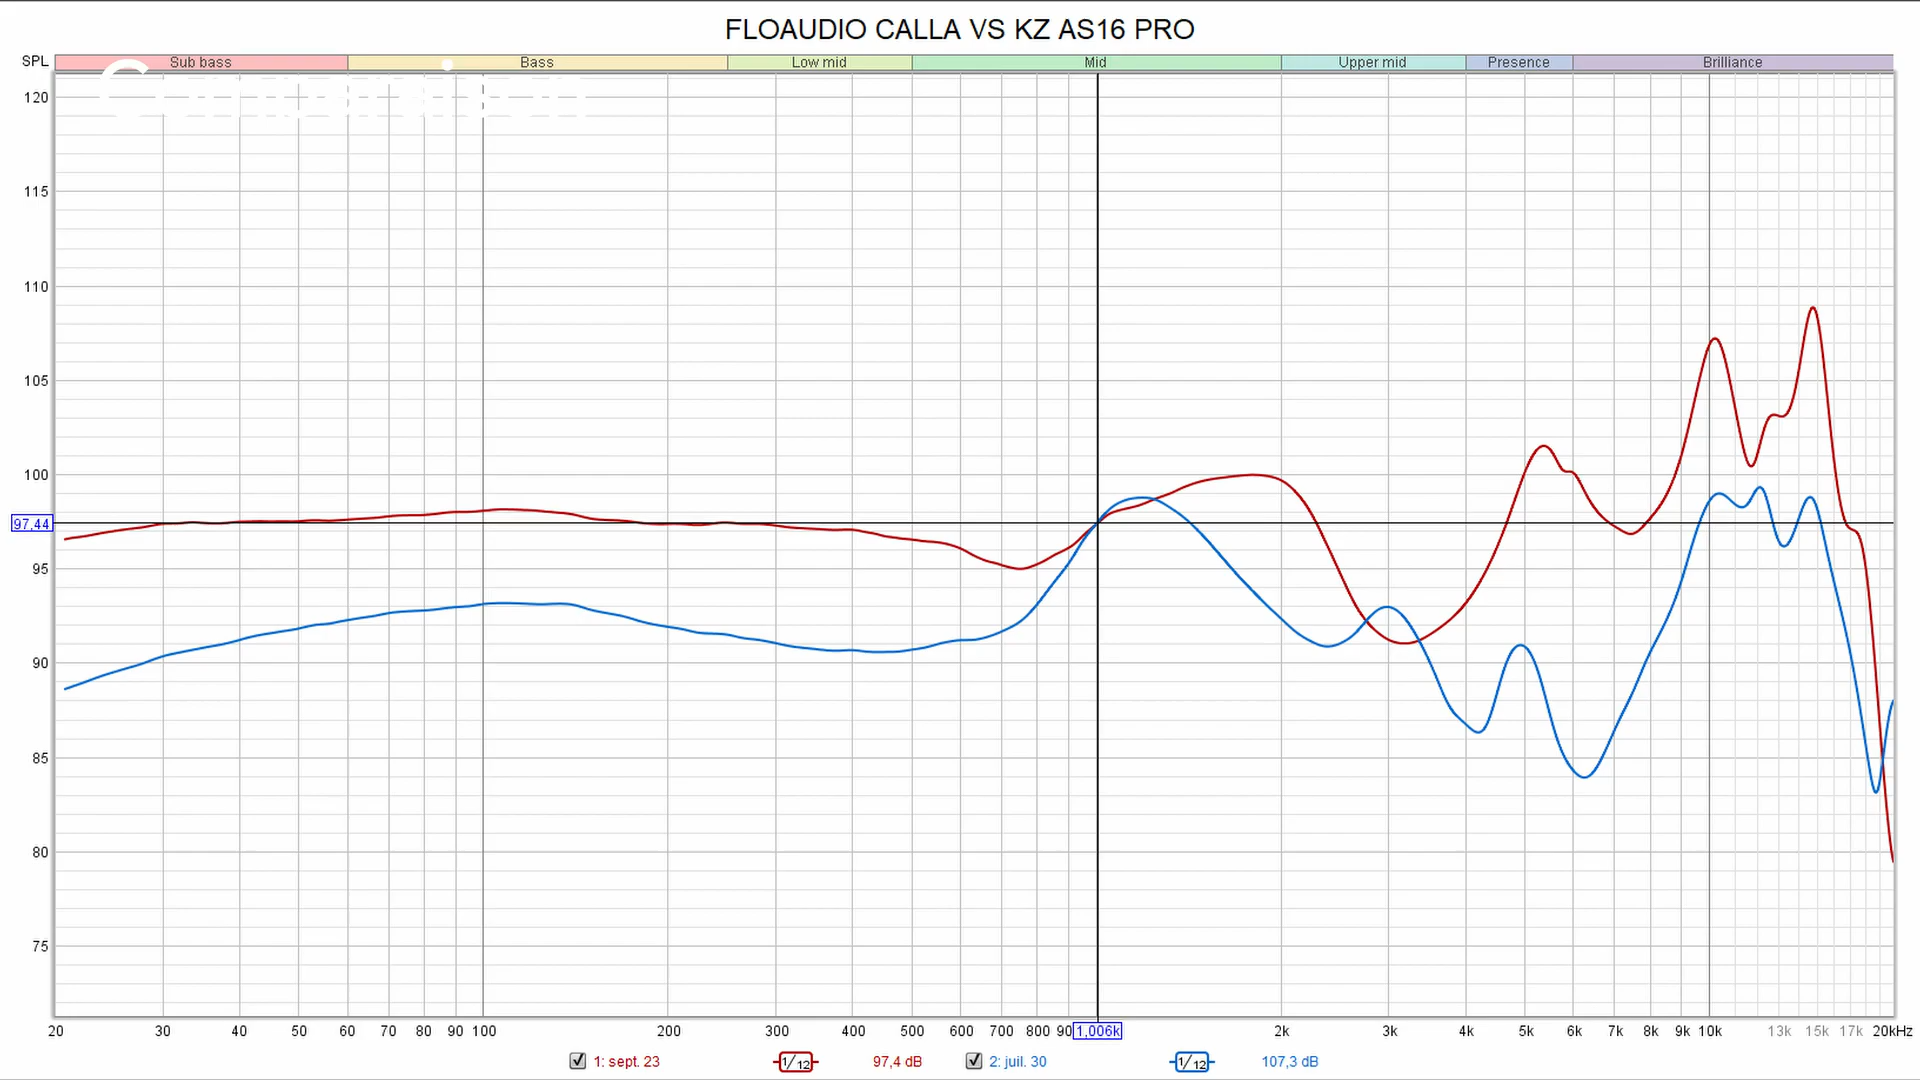 FLOAUDIO CALLA VS KZ AS16 PRO
SPL Sub bass Bass Low mid Mid Upper mid Presence Brilliance
120
115
110
105
100
97,44
95
90
85
80
75
20 30 40 50 60 70 80 90 100 200 300 400 500 600 700 800 90 1,006k 2k 3k 4k 5k 6k 7k 8k 9k 10k 13k 15k 17k 20kHz
1: sept. 23 1/12 97,4 dB 2: juil. 30 1/12 107,3 dB